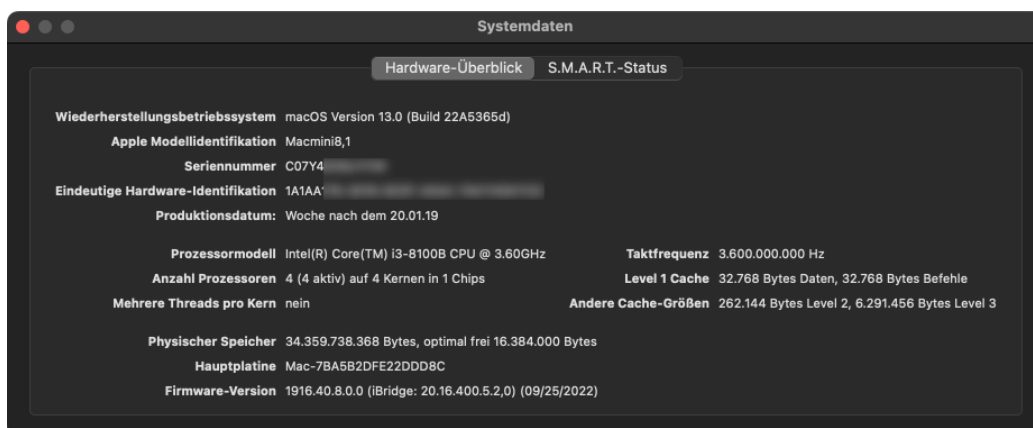 Systemdaten
Hardware-Überblick S.M.A.R.T.-Status
Wiederherstellungsbetriebssystem macOS Version 13.0 (Build 22A5365d)
Apple Modellidentifikation Macmini8,1
Seriennummer C07Y4
Eindeutige Hardware-Identifikation 1A1AA
Produktionsdatum: Woche nach dem 20.01.19
Prozessormodell Intel(R) Core(TM) i3-8100B CPU @ 3.60GHz Taktfrequenz 3.600.000.000 Hz
Anzahl Prozessoren 4 (4 aktiv) auf 4 Kernen in 1 Chips Level 1 Cache 32.768 Bytes Daten, 32.768 Bytes Befehle
Mehrere Threads pro Kern nein Andere Cache-Größen 262.144 Bytes Level 2, 6.291.456 Bytes Level 3
Physischer Speicher 34.359.738.368 Bytes, optimal frei 16.384.000 Bytes
Hauptplatine Mac-7BA5B2DFE22DDD8C
Firmware-Version 1916.40.8.0.0 (iBridge: 20.16.400.5.2,0) (09/25/2022)